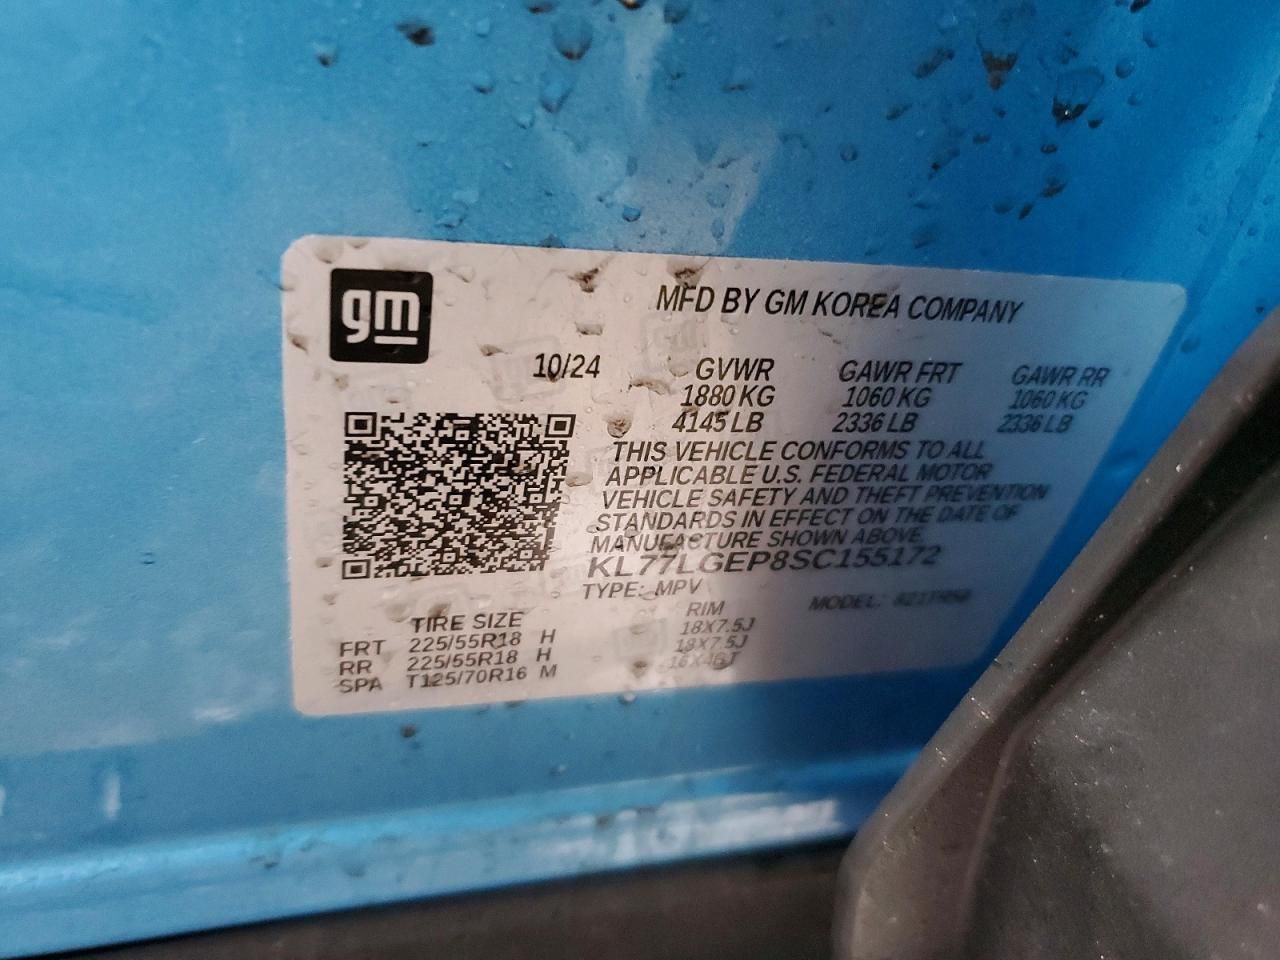 gm
MFD BY GM KOREA COMPANY
10/24 GVWR GAWR FRT GAWR RR
1880 KG 1060 KG 1060 KG
4145 LB 2336 LB 2336 LB
THIS VEHICLE CONFORMS TO ALL
APPLICABLE U.S. FEDERAL MOTOR
VEHICLE SAFETY AND THEFT PREVENTION
STANDARDS IN EFFECT ON THE DATE OF
MANUFACTURE SHOWN ABOVE.
KL77LGEP8SC155172
TYPE: MPV MODEL:
TIRE SIZE RIM
FRT 225/55R18 H 18X7.5J
RR 225/55R18 H 18X7.5J
SPA T125/70R16 M 16X4BT